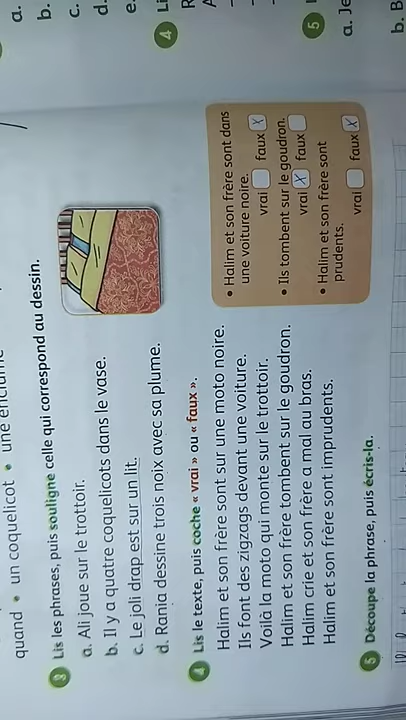 quand • un coquelicot • une enclume
3 Lis les phrases, puis souligne celle qui correspond au dessin.
a. Ali joue sur le trottoir.
b. Il y a quatre coquelicots dans le vase.
c. Le joli drap est sur un lit.
d. Rania dessine trois noix avec sa plume.
4 Lis le texte, puis coche « vrai » ou « faux ».
Halim et son frère sont sur une moto noire.
Ils font des zigzags devant une voiture.
Voilà la moto qui monte sur le trottoir.
Halim et son frère tombent sur le goudron.
Halim crie et son frère a mal au bras.
Halim et son frère sont imprudents.
• Halim et son frère sont dans
une voiture noire.
vrai faux X
• Ils tombent sur le goudron.
vrai X faux
• Halim et son frère sont
prudents.
vrai faux X
5 Découpe la phrase, puis écris-la.
a.
b.
c.
d.
e.
4 Li
5
a. Je
b. B